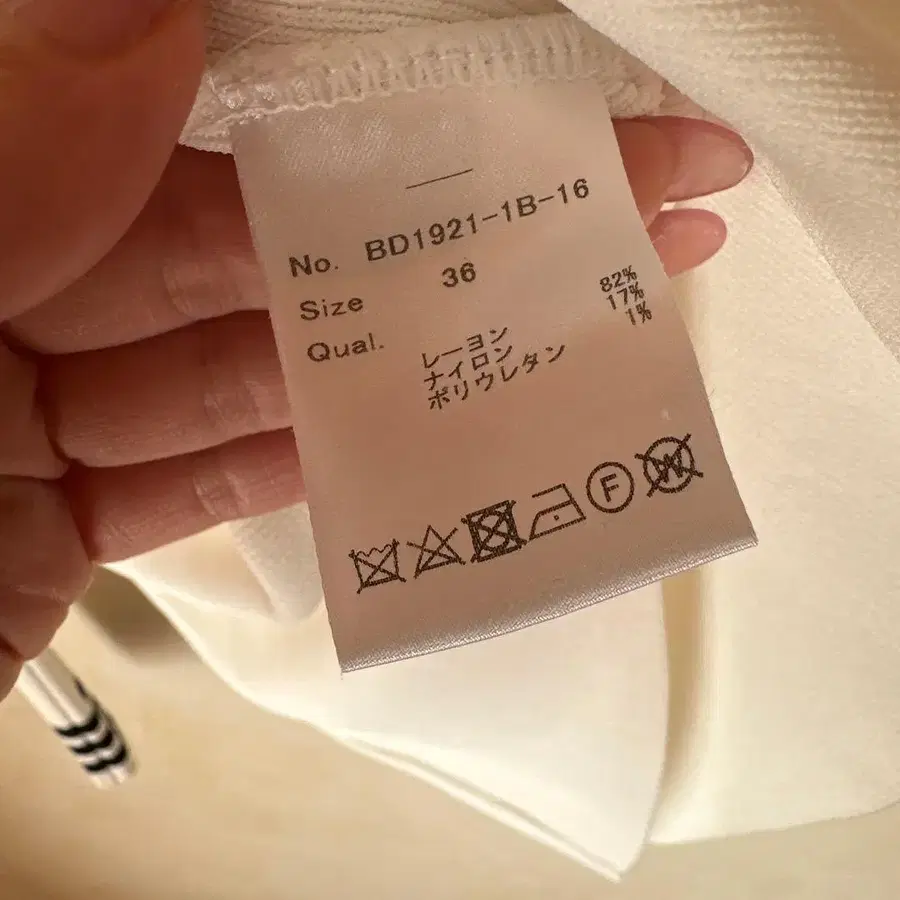 No. BD1921-1B-16
Size 36
Qual.
レーヨン 82%
ナイロン 17%
ポリウレタン 1%
F
W